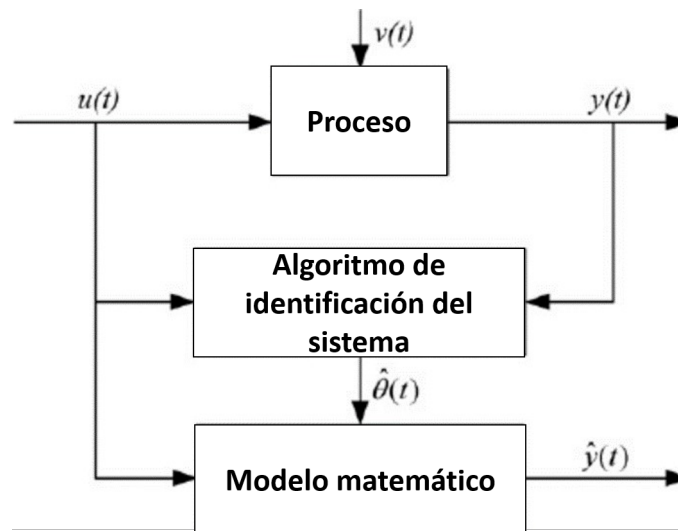 v(t)
u(t)
Proceso
y(t)
Algoritmo de
identificación del
sistema
θ̂(t)
Modelo matemático
ŷ(t)